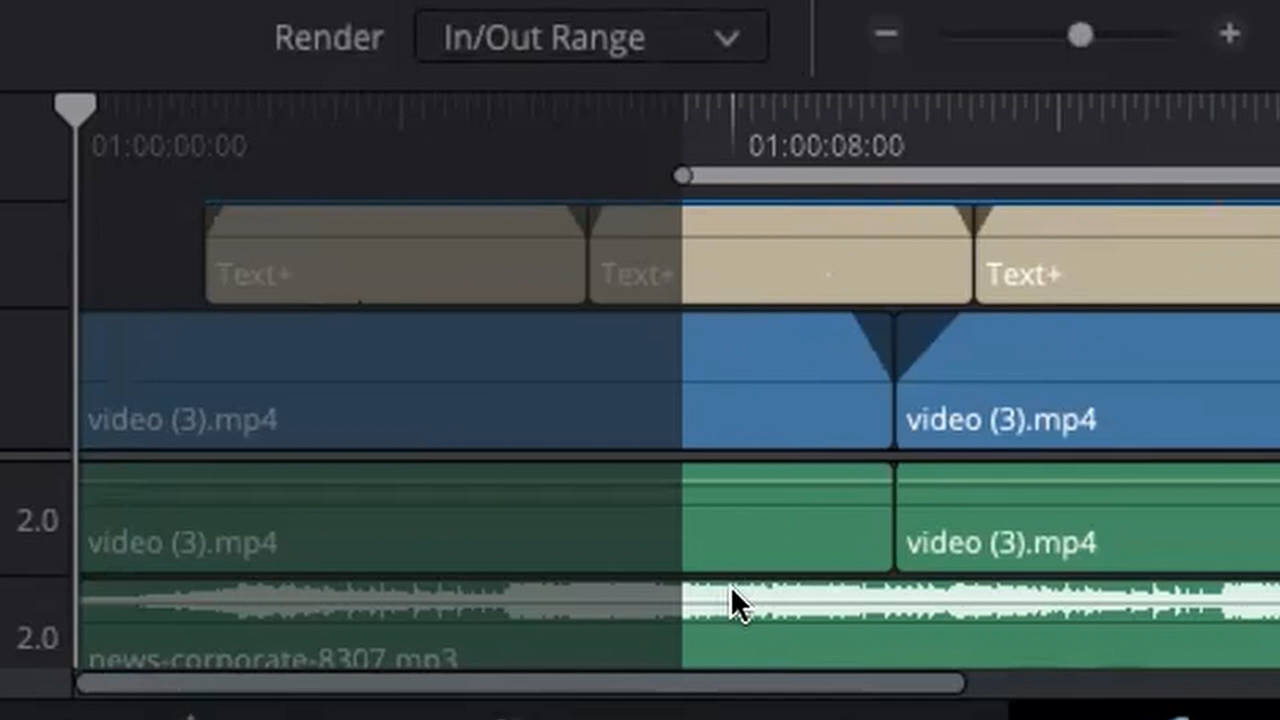 Render In/Out Range
01:00:00:00 01:00:08:00
Text+ Text+ Text+
video (3).mp4 video (3).mp4
2.0 video (3).mp4 video (3).mp4
2.0 news-corporate-8307.mp3